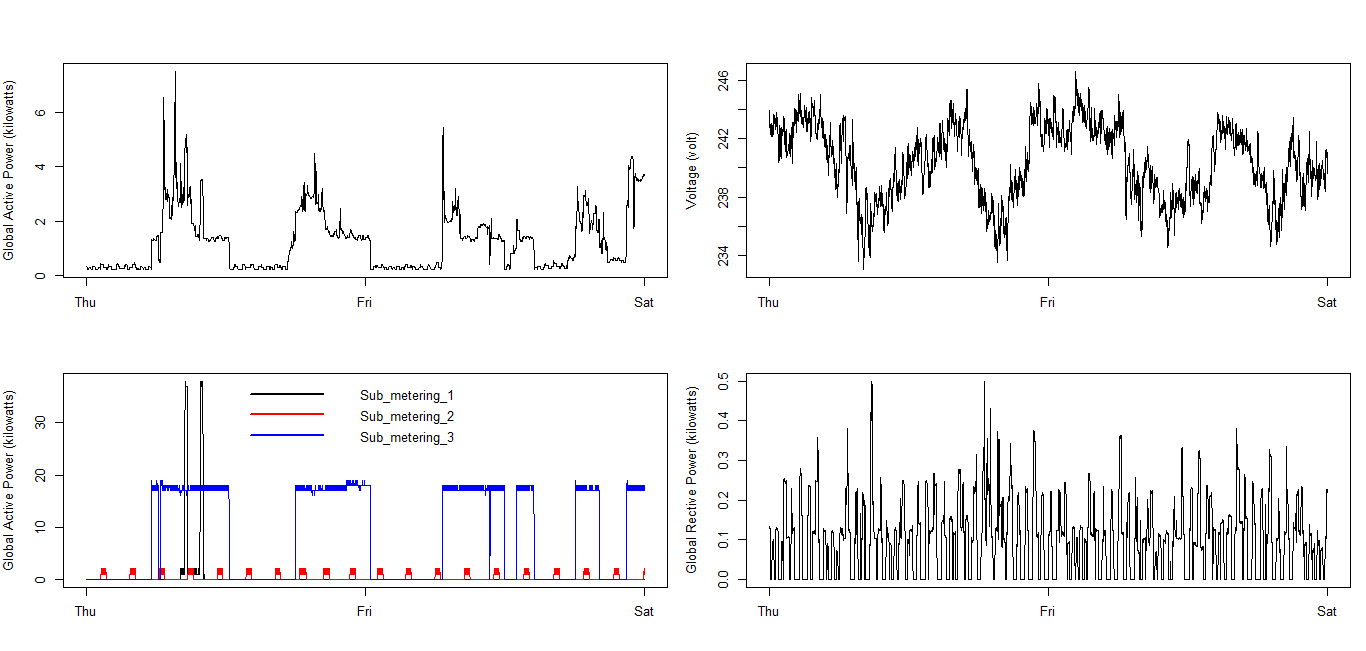 Global Active Power (kilowatts)
0
2
4
6
Thu
Fri
Sat
Voltage (volt)
234
238
242
246
Thu
Fri
Sat
Global Active Power (kilowatts)
0
10
20
30
Sub_metering_1
Sub_metering_2
Sub_metering_3
Thu
Fri
Sat
Global Rective Power (kilowatts)
0.0
0.1
0.2
0.3
0.4
0.5
Thu
Fri
Sat